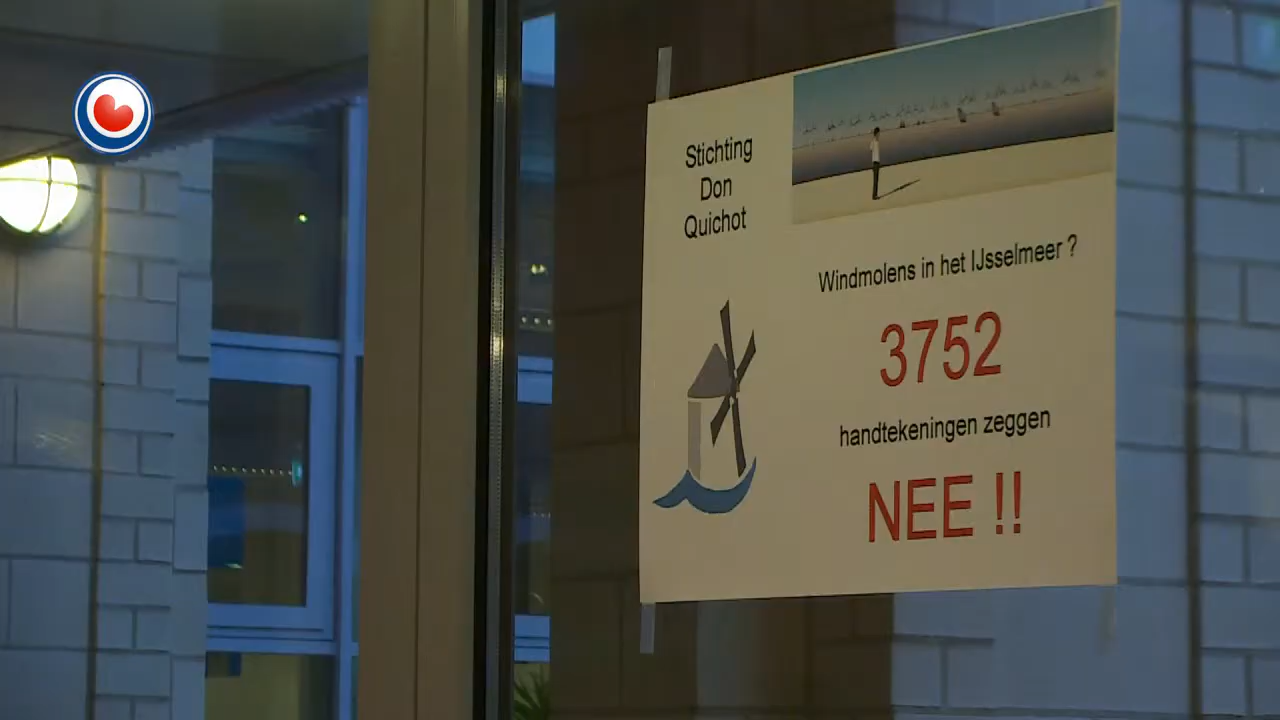 Stichting
Don
Quichot
Windmolens in het IJsselmeer ?
3752
handtekeningen zeggen
NEE !!